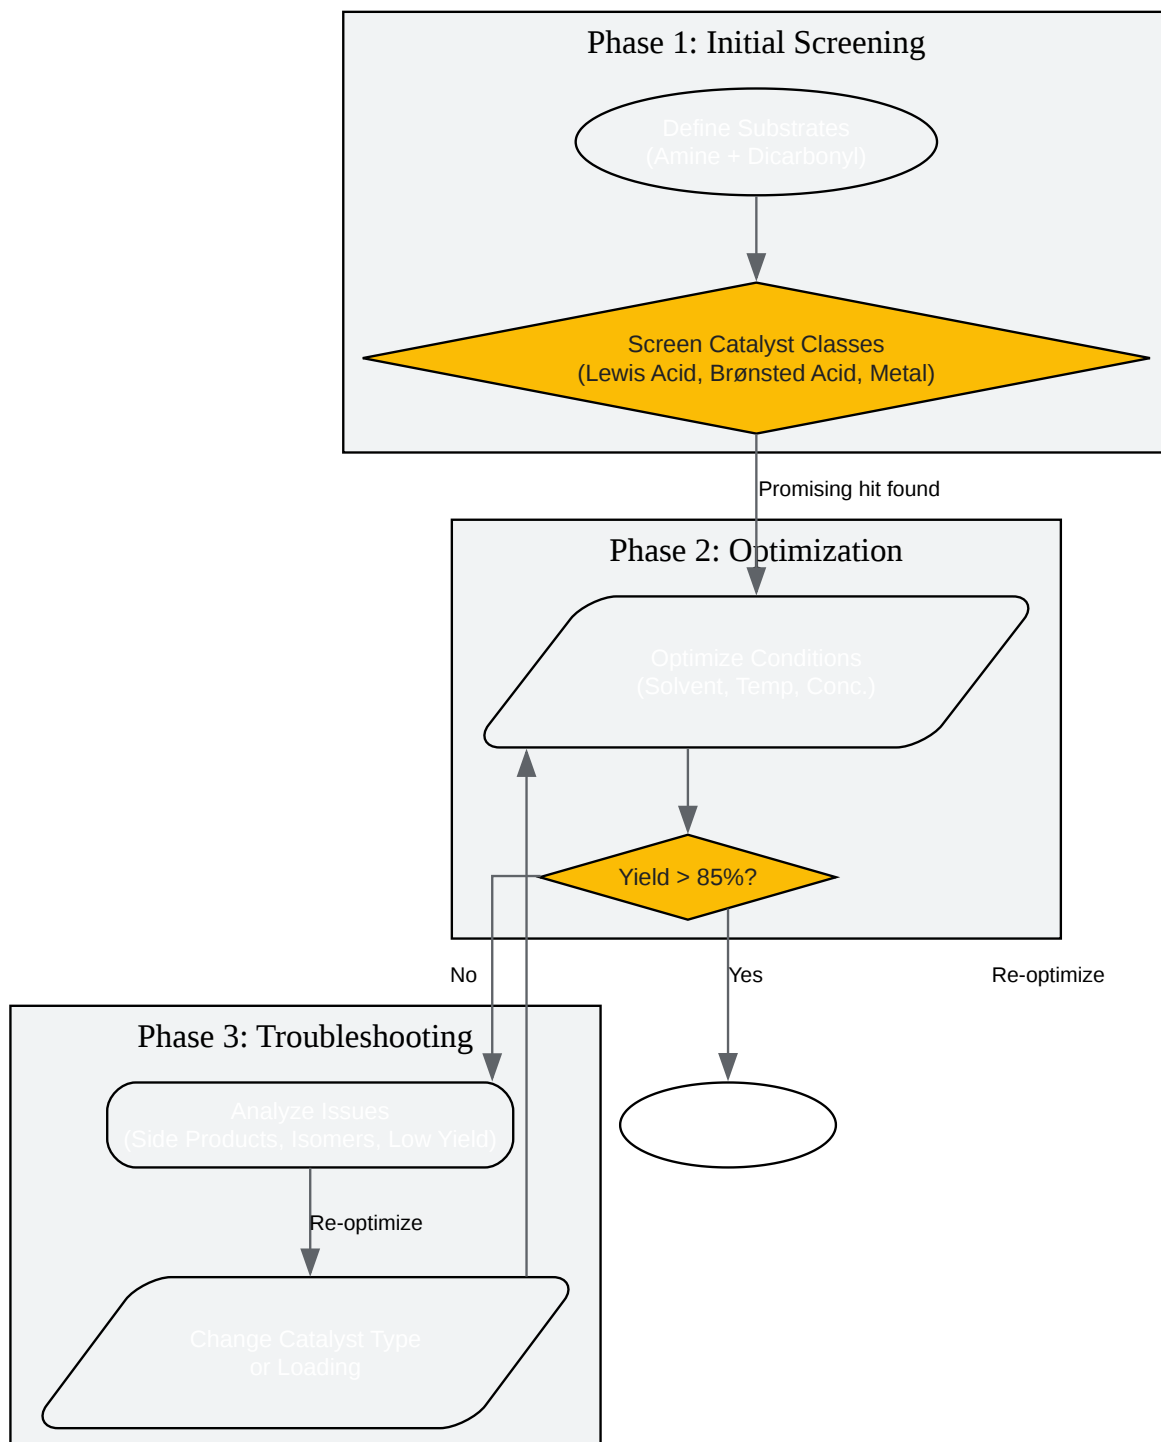 Phase 1: Initial Screening
Define Substrates
(Amine + Dicarbonyl)
Screen Catalyst Classes
(Lewis Acid, Brønsted Acid, Metal)
Promising hit found
Phase 2: Optimization
Optimize Conditions
(Solvent, Temp, Conc.)
Yield > 85%?
No
Yes
Re-optimize
Phase 3: Troubleshooting
Analyze Issues
(Side Products, Isomers, Low Yield)
Re-optimize
Change Catalyst Type
or Loading